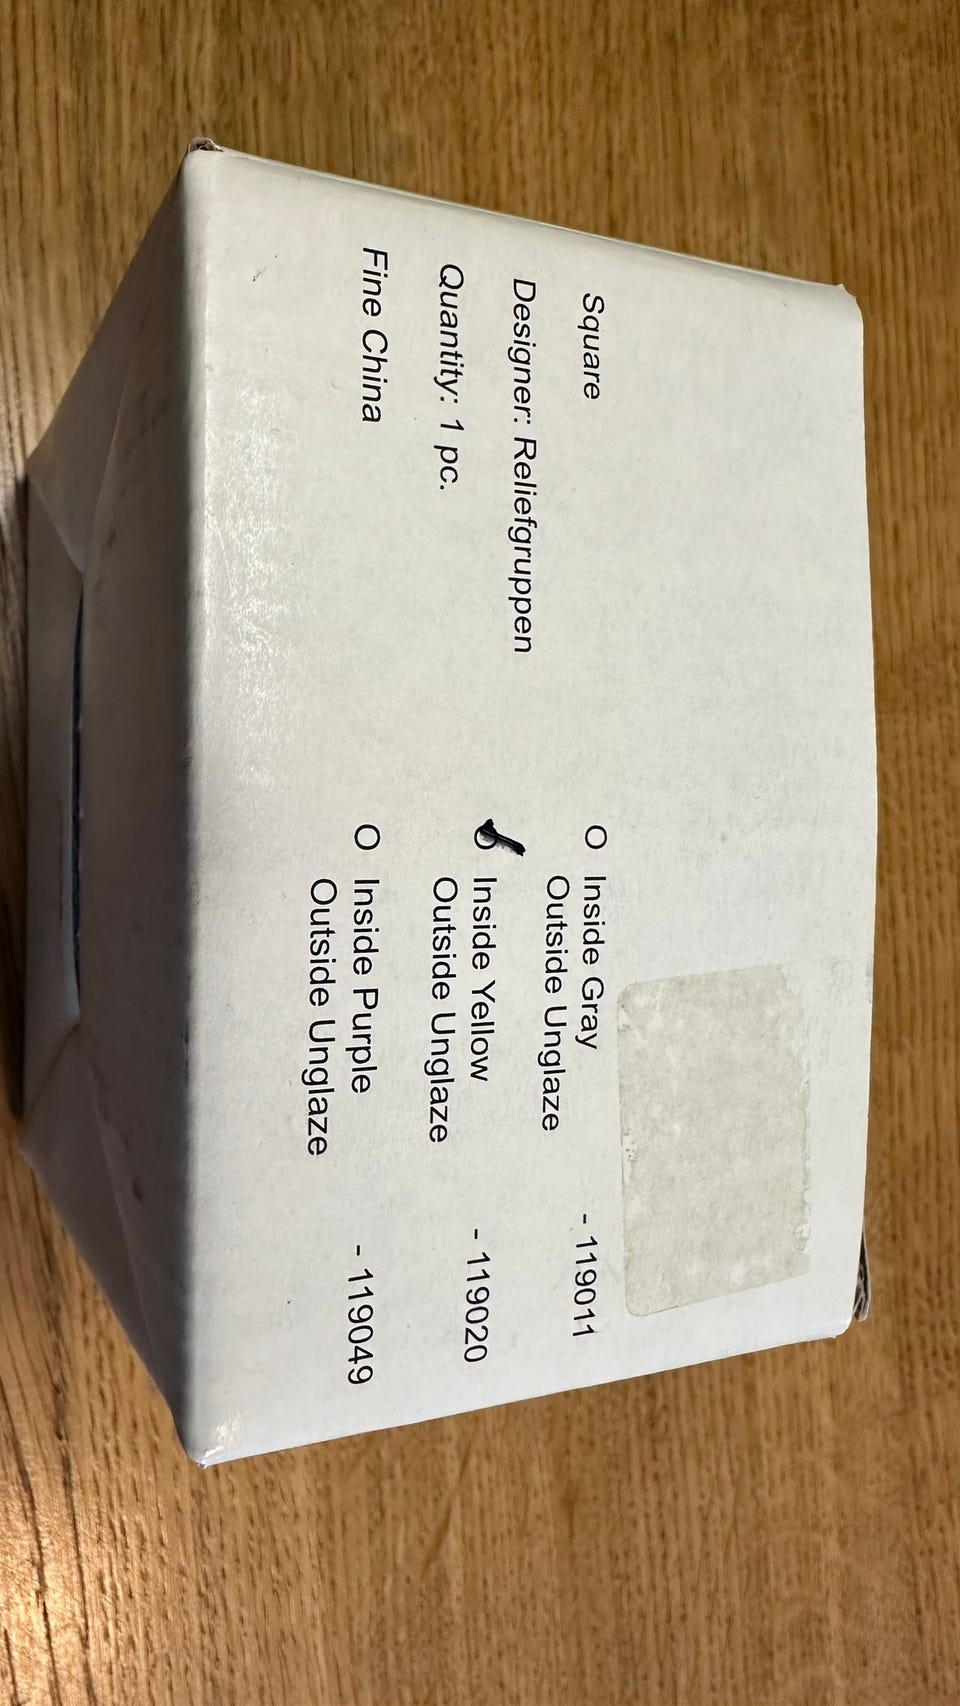 Square
Designer: Reliefgruppen
Quantity: 1 pc.
Fine China
O Inside Gray - 119011
Outside Unglaze
O Inside Yellow - 119020
Outside Unglaze
O Inside Purple - 119049
Outside Unglaze